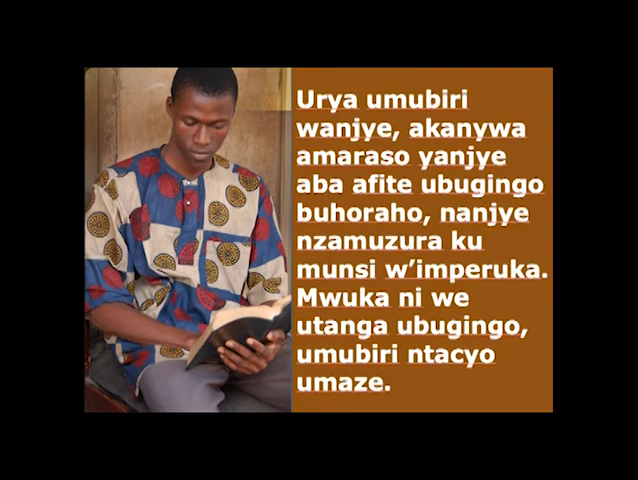 Urya umubiri
wanjye, akanywa
amaraso yanjye
aba afite ubugingo
buhoraho, nanjye
nzamuzura ku
munsi w’imperuka.
Mwuka ni we
utanga ubugingo,
umubiri ntacyo
umaze.